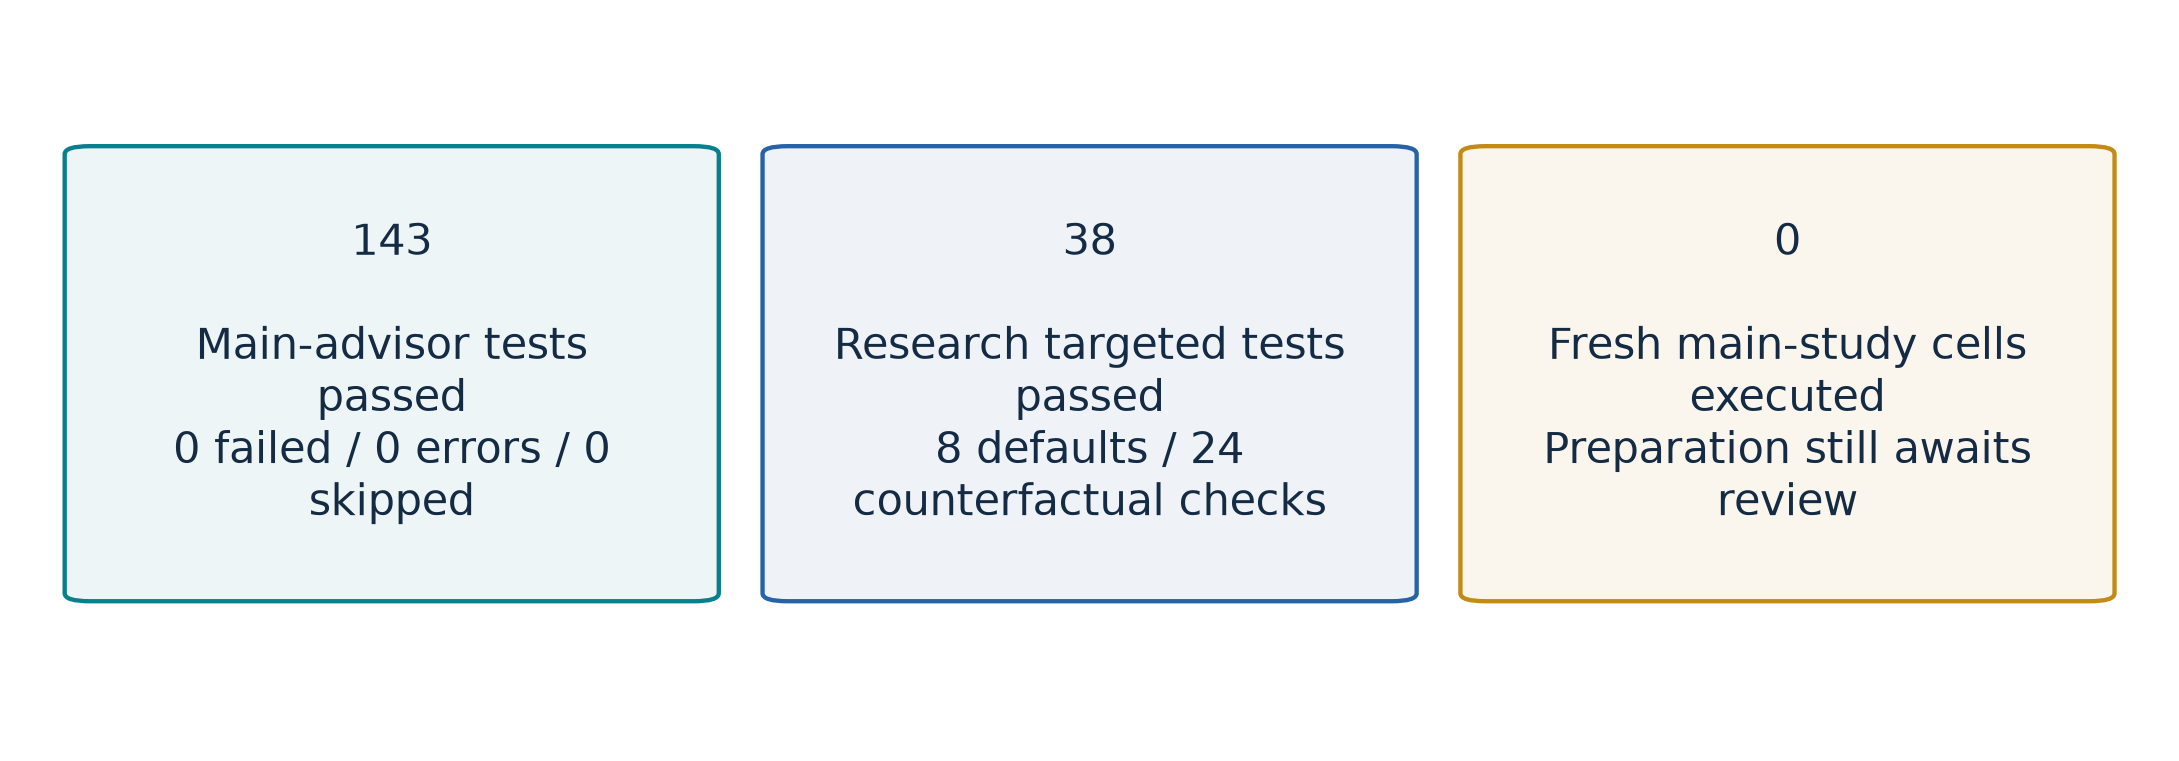 143
Main-advisor tests
passed
0 failed / 0 errors / 0
skipped
38
Research targeted tests
passed
8 defaults / 24
counterfactual checks
0
Fresh main-study cells
executed
Preparation still awaits
review